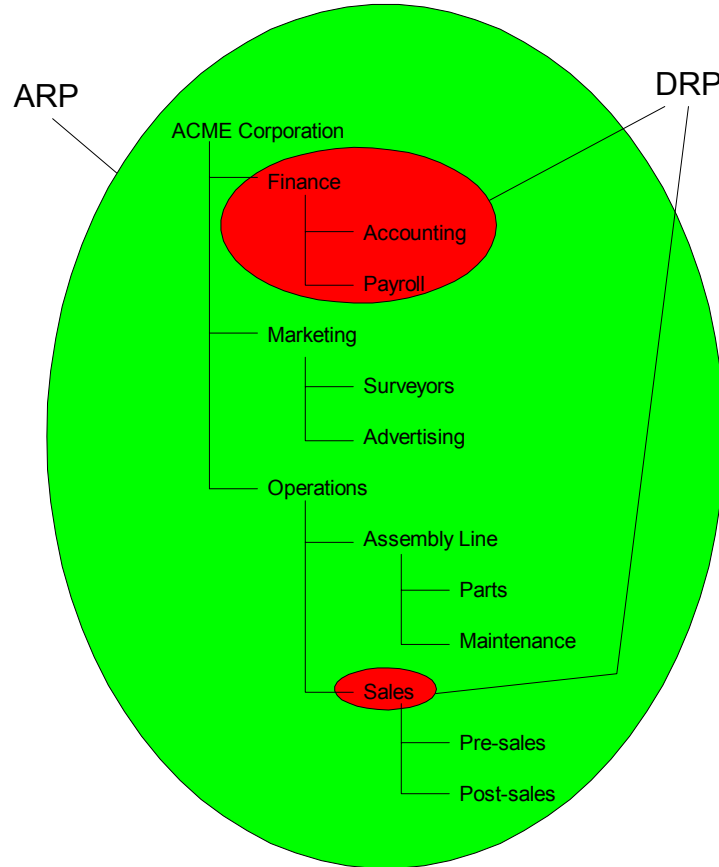 ARP
DRP
ACME Corporation
Finance
Accounting
Payroll
Marketing
Surveyors
Advertising
Operations
Assembly Line
Parts
Maintenance
Sales
Pre-sales
Post-sales